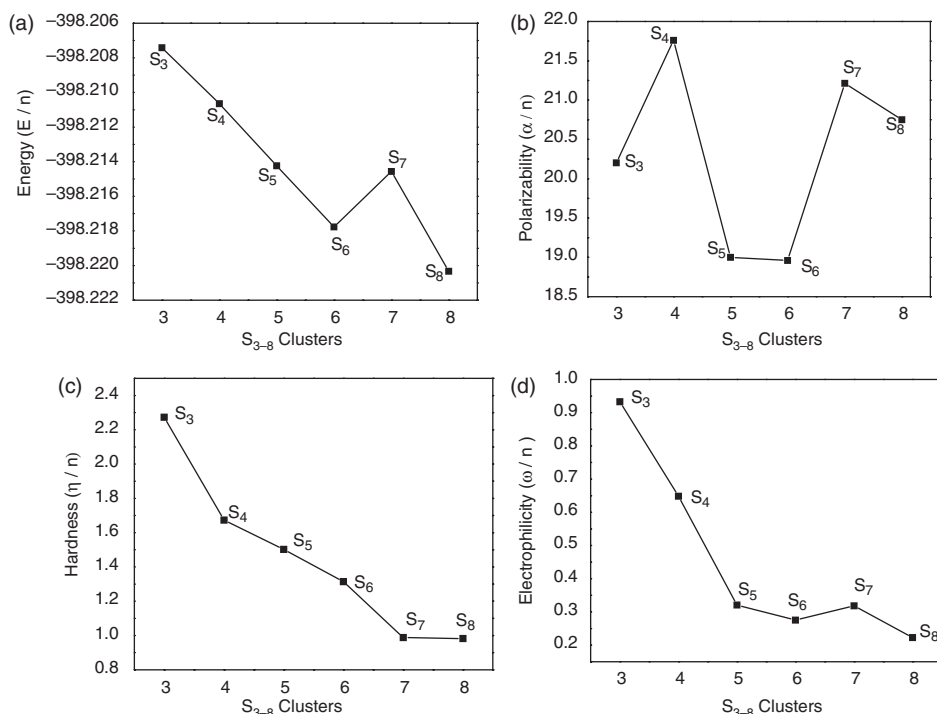 (a)
Energy (E / n)
−398.206
−398.208
−398.210
−398.212
−398.214
−398.216
−398.218
−398.220
−398.222
S3
S4
S5
S6
S7
S8
3 4 5 6 7 8
S3–8 Clusters
(b)
Polarizability (α / n)
22.0
21.5
21.0
20.5
20.0
19.5
19.0
18.5
S3
S4
S5
S6
S7
S8
3 4 5 6 7 8
S3–8 Clusters
(c)
Hardness (η / n)
2.4
2.2
2.0
1.8
1.6
1.4
1.2
1.0
0.8
S3
S4
S5
S6
S7
S8
3 4 5 6 7 8
S3–8 Clusters
(d)
Electrophilicity (ω / n )
1.0
0.9
0.8
0.7
0.6
0.5
0.4
0.3
0.2
S3
S4
S5
S6
S7
S8
3 4 5 6 7 8
S3–8 Clusters